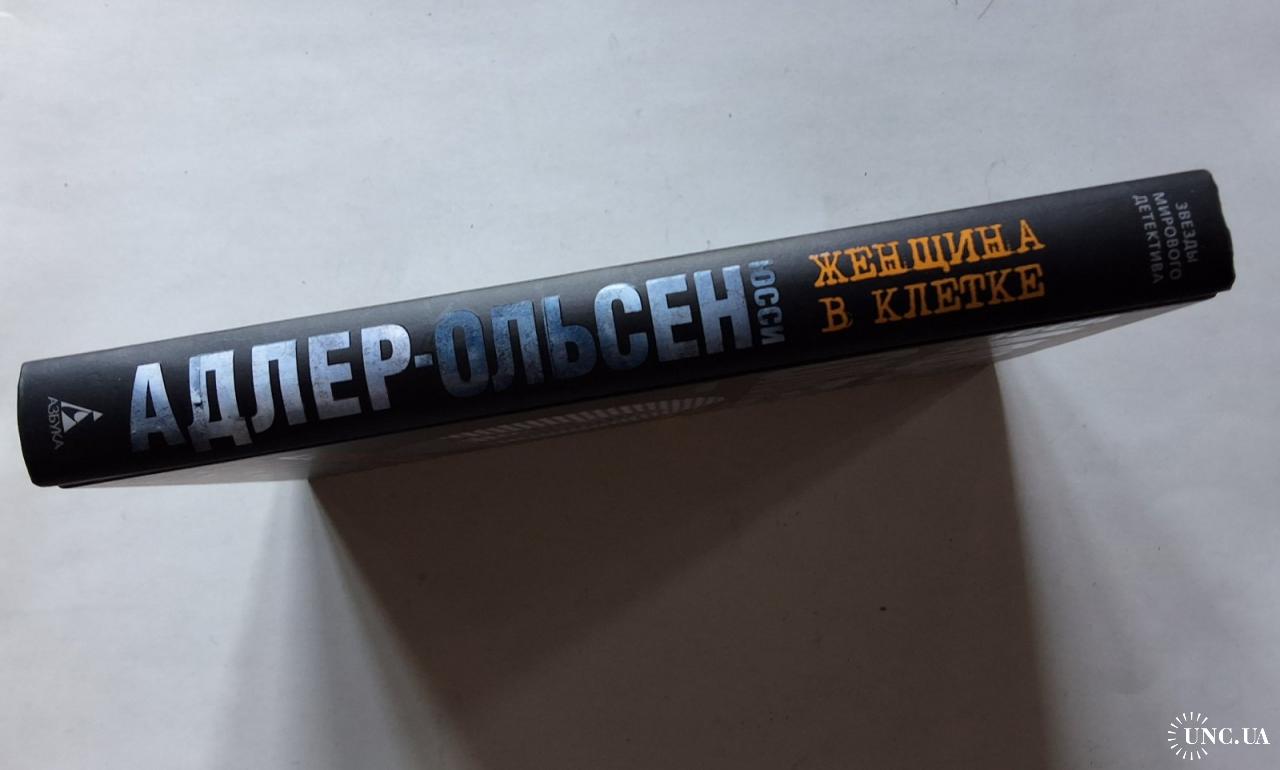 АЗБУКА
АДЛЕР-ОЛЬСЕН
ЮССИ
ЖЕНЩИНА
В КЛЕТКЕ
ЗВЕЗДЫ
МИРОВОГО
ДЕТЕКТИВА
UNC.UA